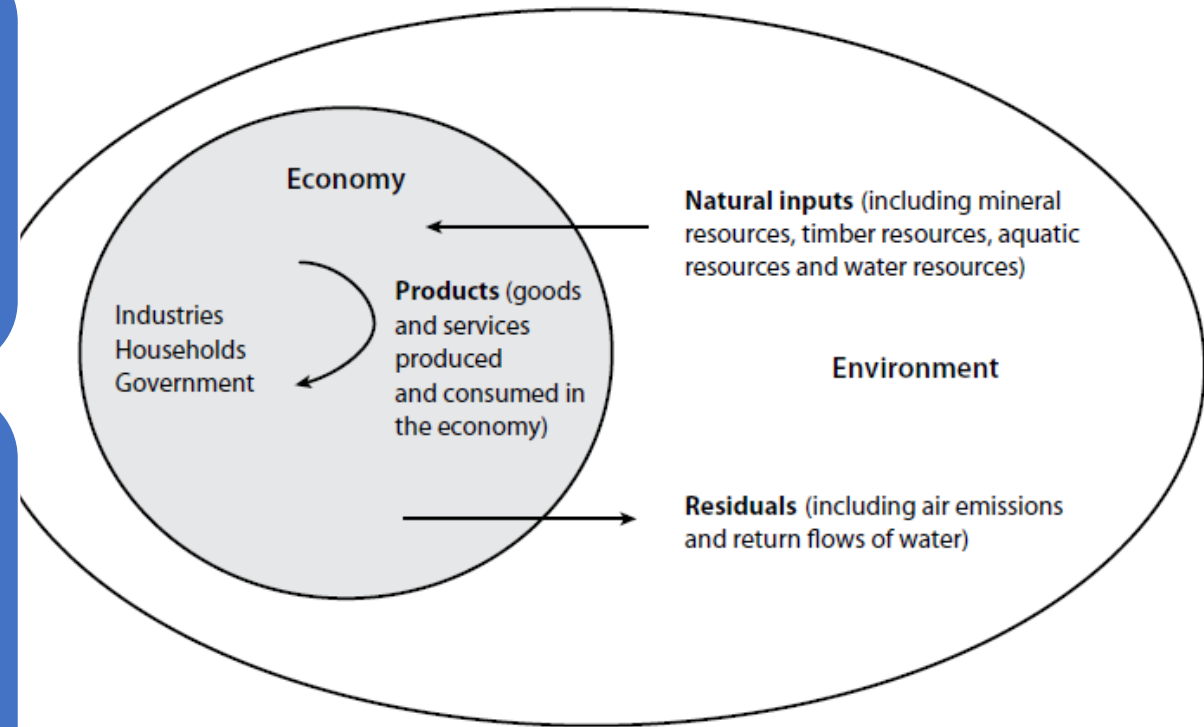 Economy
Natural inputs (including mineral
resources, timber resources, aquatic
resources and water resources)
Products (goods
and services
produced
and consumed in
the economy)
Industries
Households
Government
Environment
Residuals (including air emissions
and return flows of water)